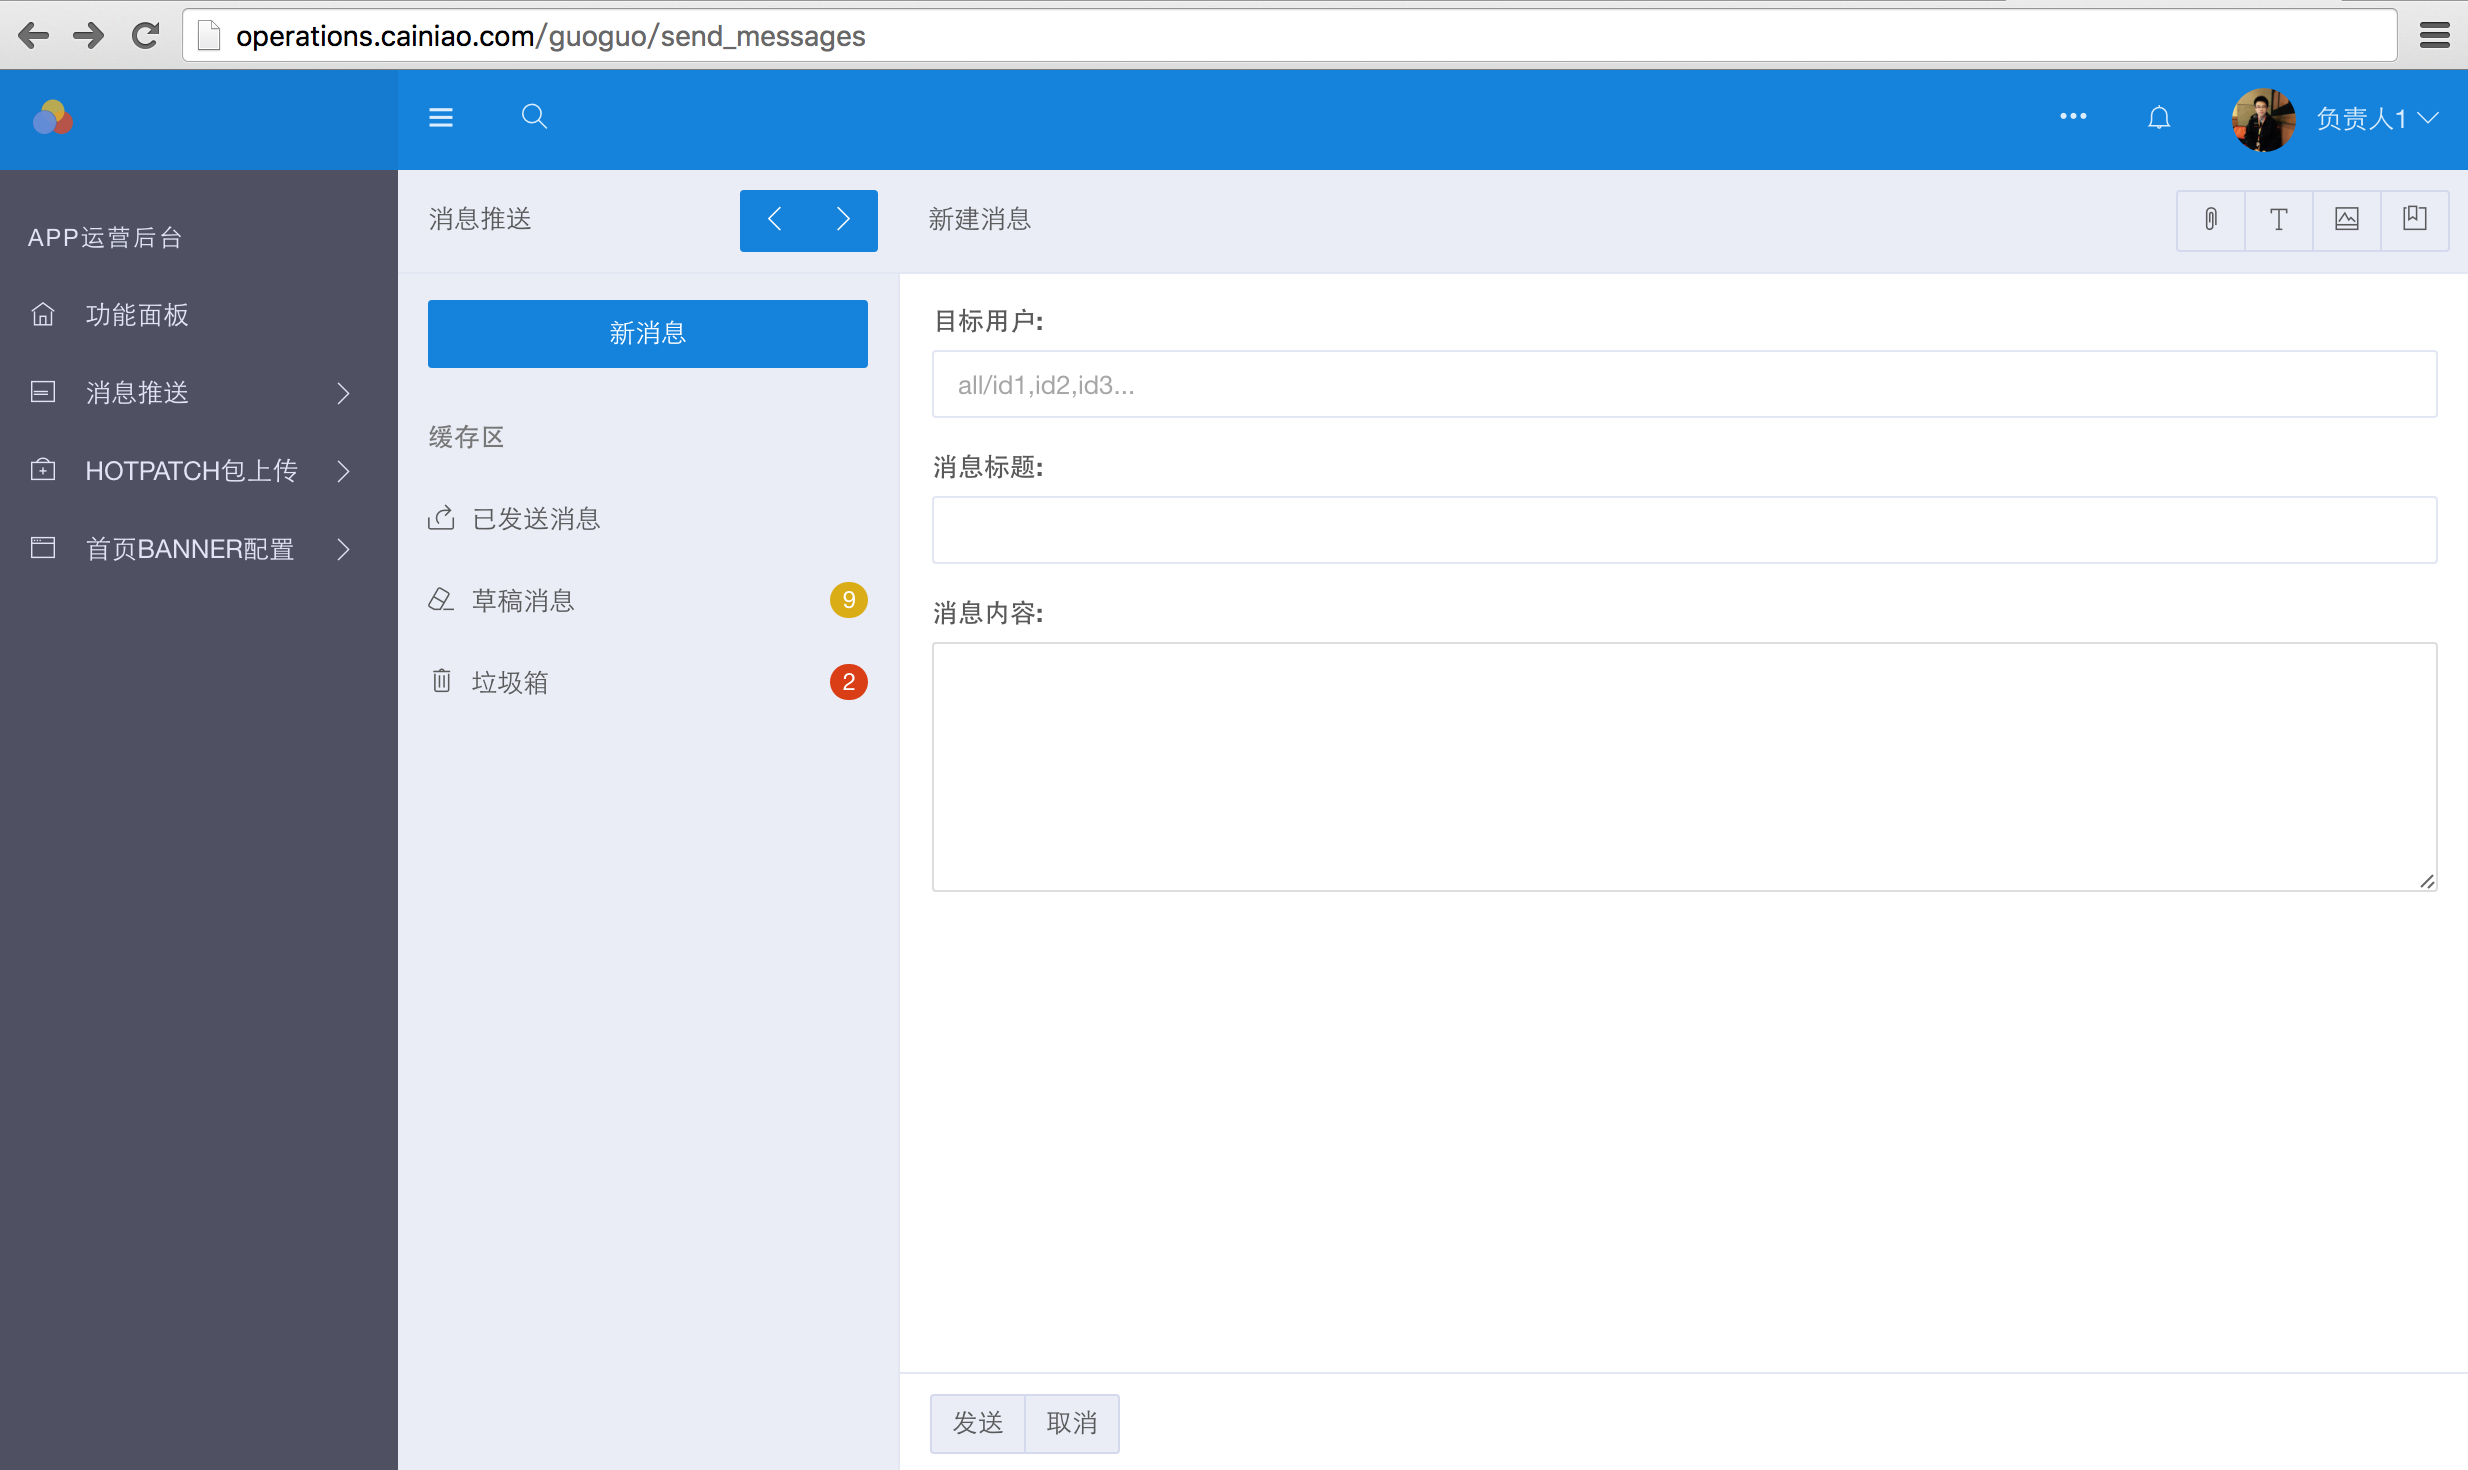 operations.cainiao.com/guoguo/send_messages
负责人1
APP运营后台
功能面板
消息推送
HOTPATCH包上传
首页BANNER配置
消息推送
新消息
缓存区
已发送消息
草稿消息 9
垃圾箱 2
新建消息
T
目标用户:
all/id1,id2,id3...
消息标题:
消息内容:
发送 取消